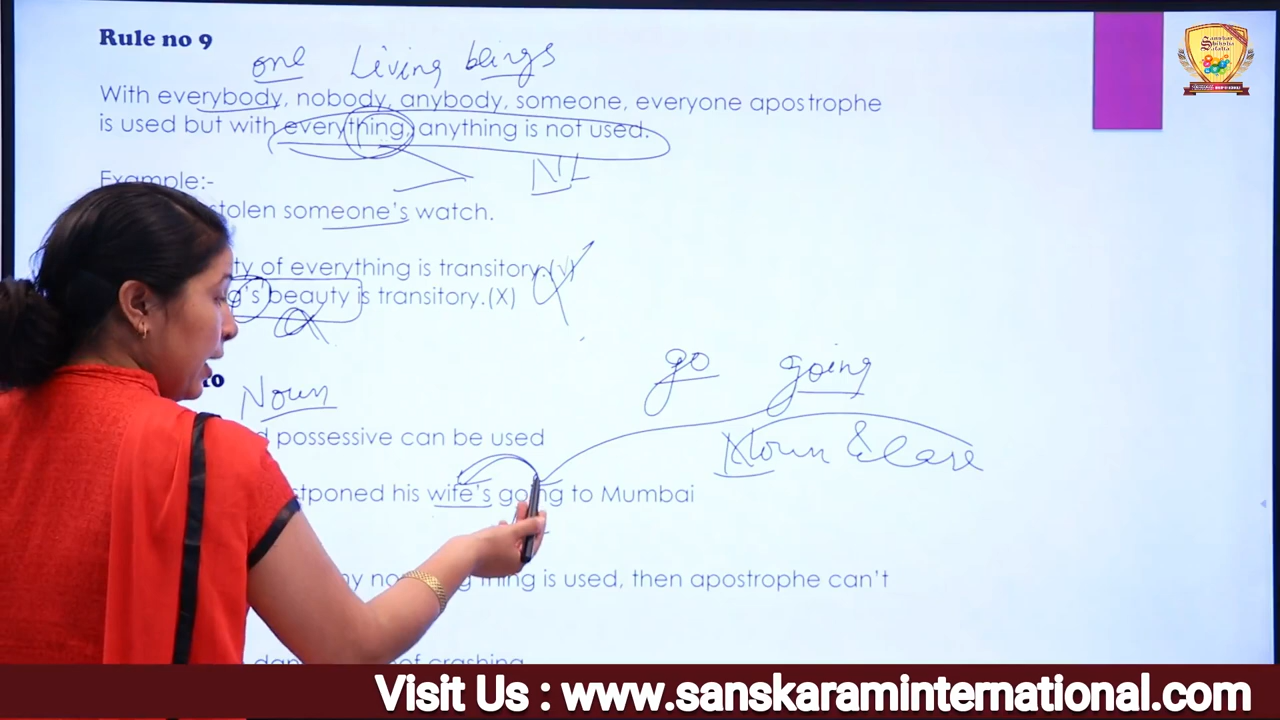 Rule no 9
one Living beings
With everybody, nobody, anybody, someone, everyone apostrophe
is used but with everything, anything is not used.
NL
Example:-
stolen someone's watch.
ty of everything is transitory.(√)
g's beauty is transitory.(X)
go going
Noun
possessive can be used
Noun & Case
stponed his wife's going to Mumbai
thing is used, then apostrophe can't
of crashing
Visit Us : www.sanskaraminternational.com